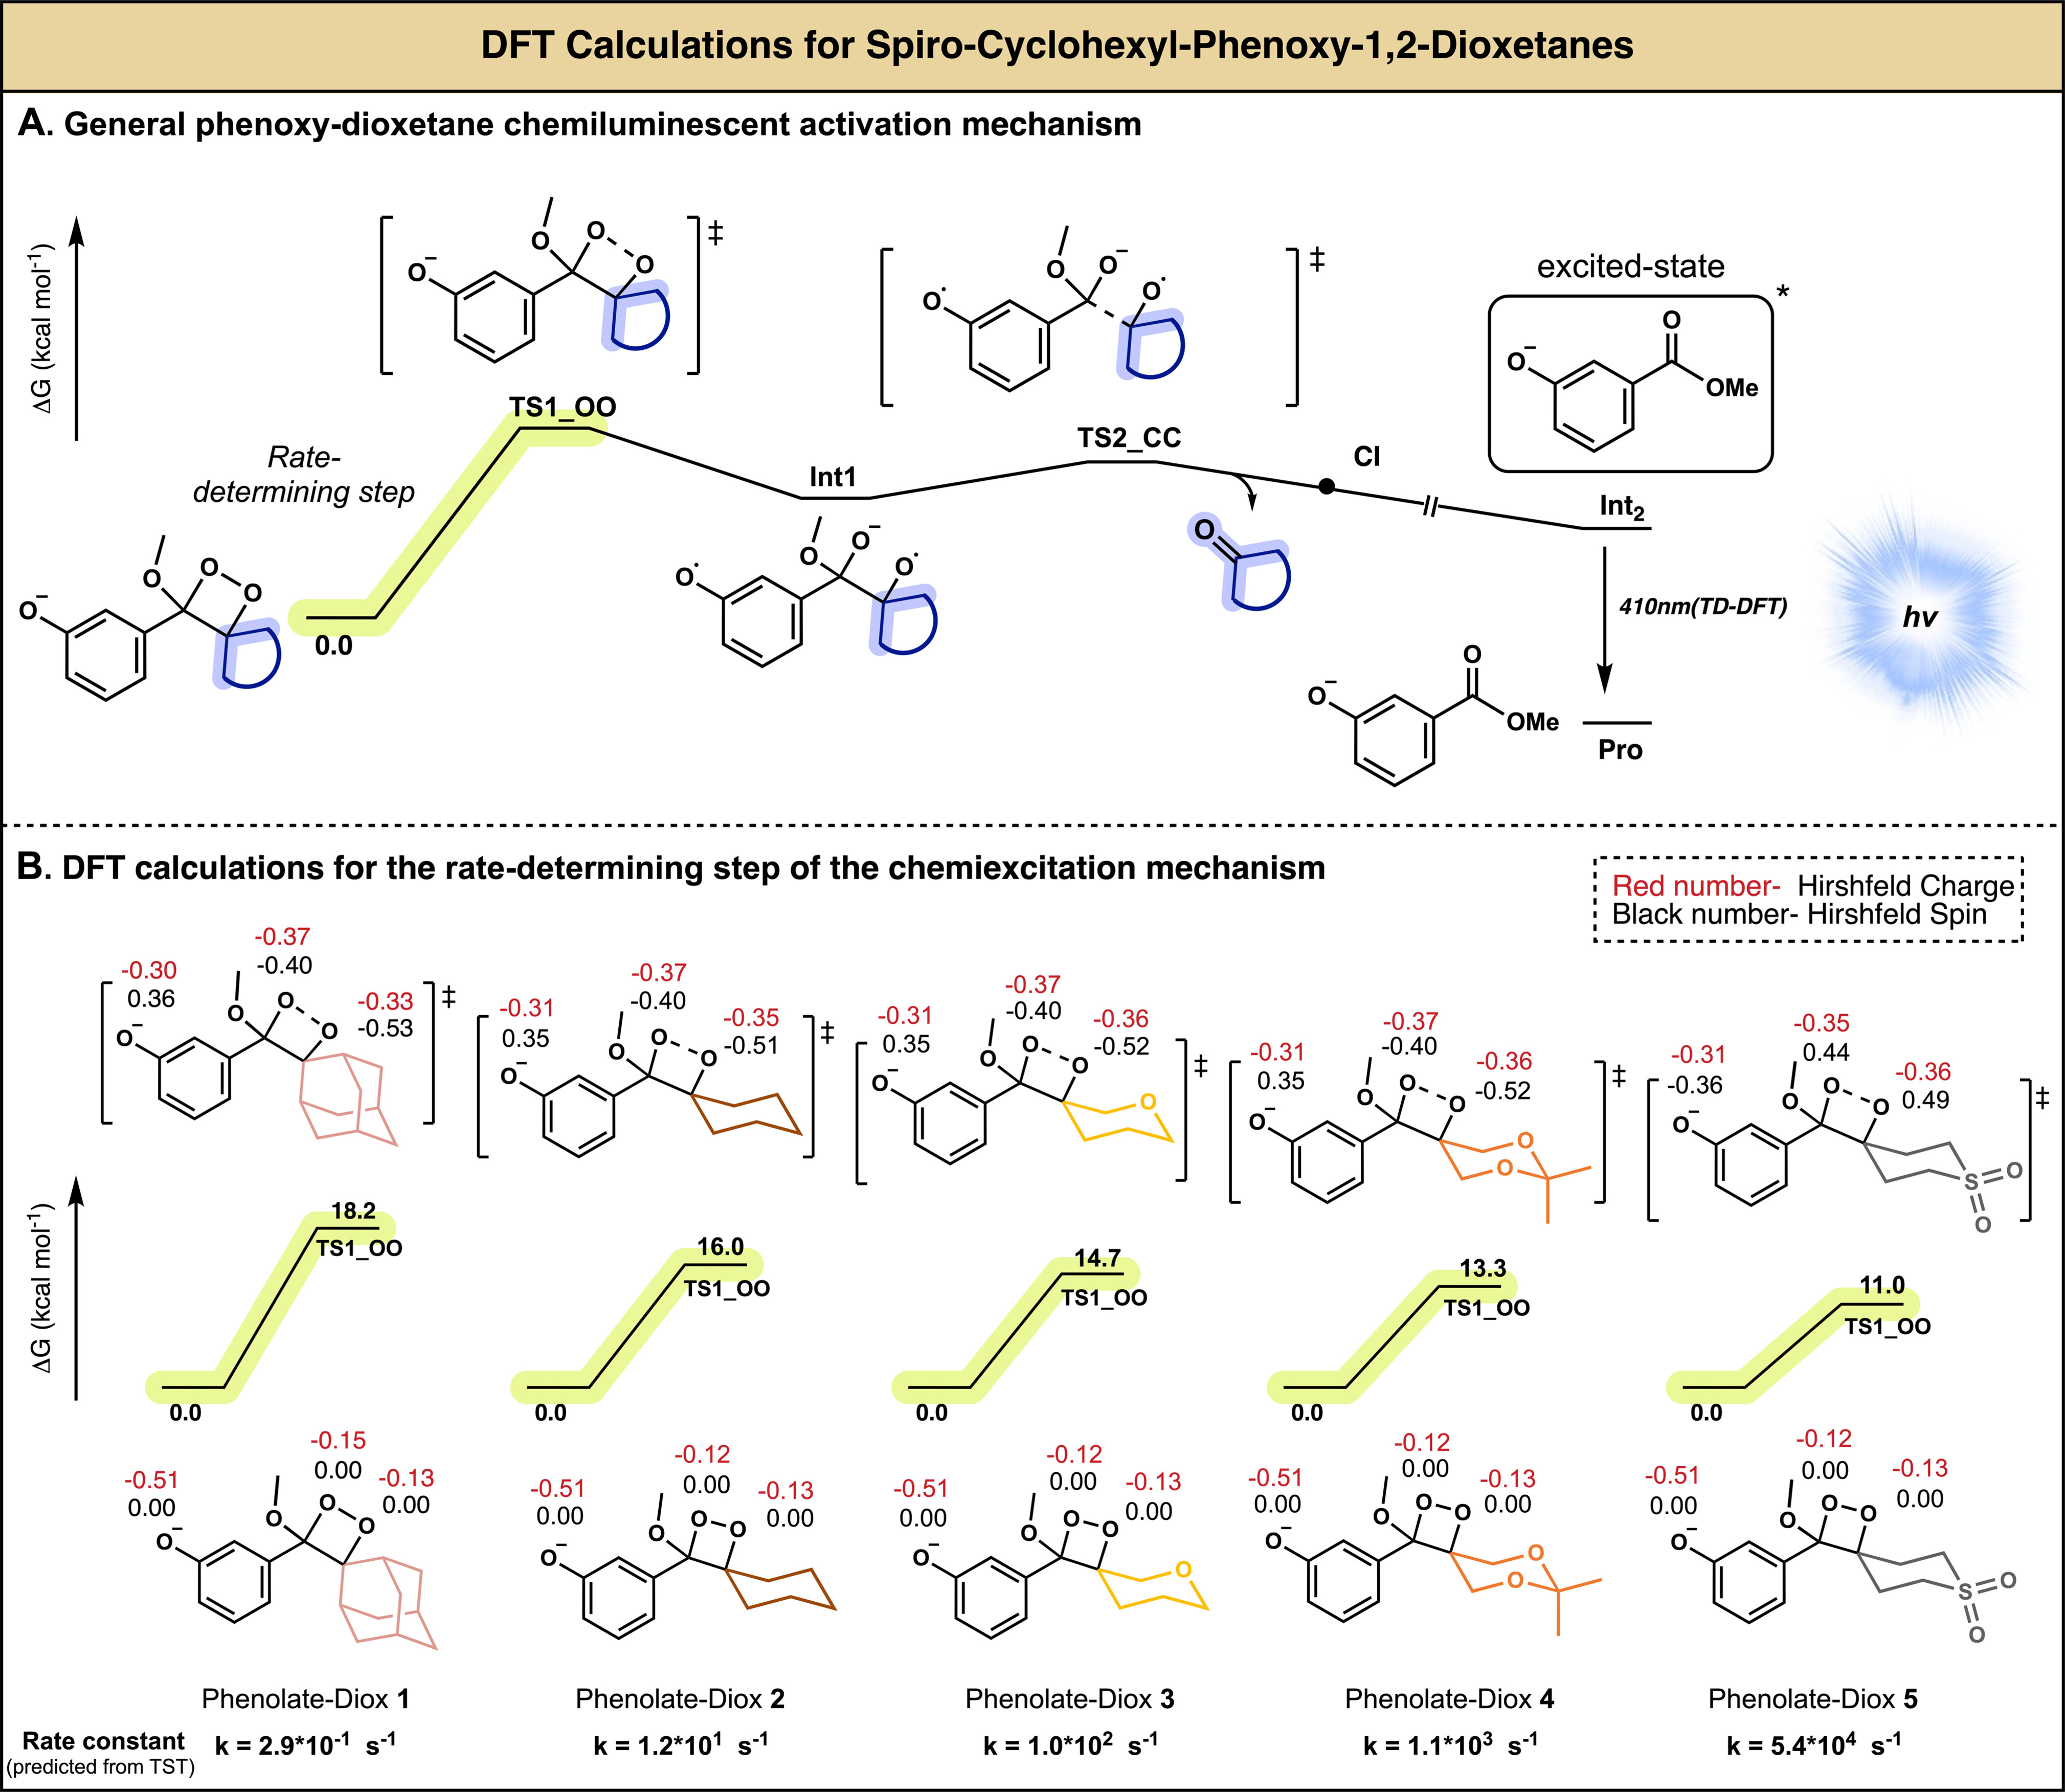 DFT Calculations for Spiro-Cyclohexyl-Phenoxy-1,2-Dioxetanes
A. General phenoxy-dioxetane chemiluminescent activation mechanism
ΔG (kcal mol⁻¹)
O⁻ O O O ‡
O• O O⁻ O• ‡
excited-state
*
O⁻ O OMe
TS1_OO
Rate-
determining step
TS2_CC
CI
Int1
Int₂
O⁻ O O O
0.0
O• O O⁻ O•
O
410nm(TD-DFT)
hv
O⁻ O OMe
Pro
B. DFT calculations for the rate-determining step of the chemiexcitation mechanism
Red number- Hirshfeld Charge
Black number- Hirshfeld Spin
-0.30
0.36
-0.37
-0.40
-0.33
-0.53
O⁻ O O O ‡
-0.31
0.35
-0.37
-0.40
-0.35
-0.51
O⁻ O O O ‡
-0.31
0.35
-0.37
-0.40
-0.36
-0.52
O⁻ O O O O ‡
-0.31
0.35
-0.37
-0.40
-0.36
-0.52
O⁻ O O O O O ‡
-0.31
-0.36
-0.35
0.44
-0.36
0.49
O⁻ O O O S O O ‡
ΔG (kcal mol⁻¹)
18.2
TS1_OO
0.0
16.0
TS1_OO
0.0
14.7
TS1_OO
0.0
13.3
TS1_OO
0.0
11.0
TS1_OO
0.0
-0.51
0.00
-0.15
0.00
-0.13
0.00
O⁻ O O O
-0.51
0.00
-0.12
0.00
-0.13
0.00
O⁻ O O O
-0.51
0.00
-0.12
0.00
-0.13
0.00
O⁻ O O O O
-0.51
0.00
-0.12
0.00
-0.13
0.00
O⁻ O O O O O
-0.51
0.00
-0.12
0.00
-0.13
0.00
O⁻ O O O S O O
Phenolate-Diox 1
Phenolate-Diox 2
Phenolate-Diox 3
Phenolate-Diox 4
Phenolate-Diox 5
Rate constant
(predicted from TST)
k = 2.9*10⁻¹ s⁻¹
k = 1.2*10¹ s⁻¹
k = 1.0*10² s⁻¹
k = 1.1*10³ s⁻¹
k = 5.4*10⁴ s⁻¹